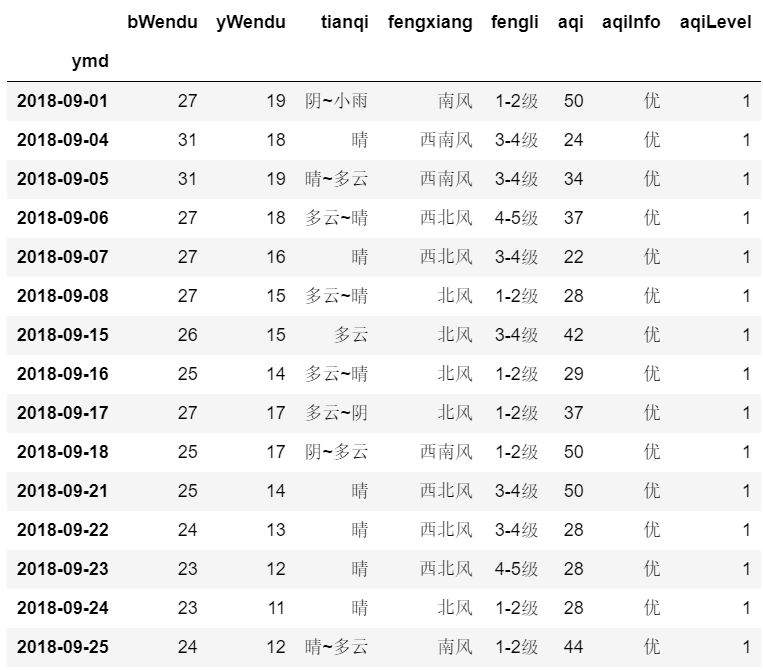 bWendu yWendu tianqi fengxiang fengli aqi aqiInfo aqiLevel
ymd
2018-09-01 27 19 阴~小雨 南风 1-2级 50 优 1
2018-09-04 31 18 晴 西南风 3-4级 24 优 1
2018-09-05 31 19 晴~多云 西南风 3-4级 34 优 1
2018-09-06 27 18 多云~晴 西北风 4-5级 37 优 1
2018-09-07 27 16 晴 西北风 3-4级 22 优 1
2018-09-08 27 15 多云~晴 北风 1-2级 28 优 1
2018-09-15 26 15 多云 北风 3-4级 42 优 1
2018-09-16 25 14 多云~晴 北风 1-2级 29 优 1
2018-09-17 27 17 多云~阴 北风 1-2级 37 优 1
2018-09-18 25 17 阴~多云 西南风 1-2级 50 优 1
2018-09-21 25 14 晴 西北风 3-4级 50 优 1
2018-09-22 24 13 晴 西北风 3-4级 28 优 1
2018-09-23 23 12 晴 西北风 4-5级 28 优 1
2018-09-24 23 11 晴 北风 1-2级 28 优 1
2018-09-25 24 12 晴~多云 南风 1-2级 44 优 1